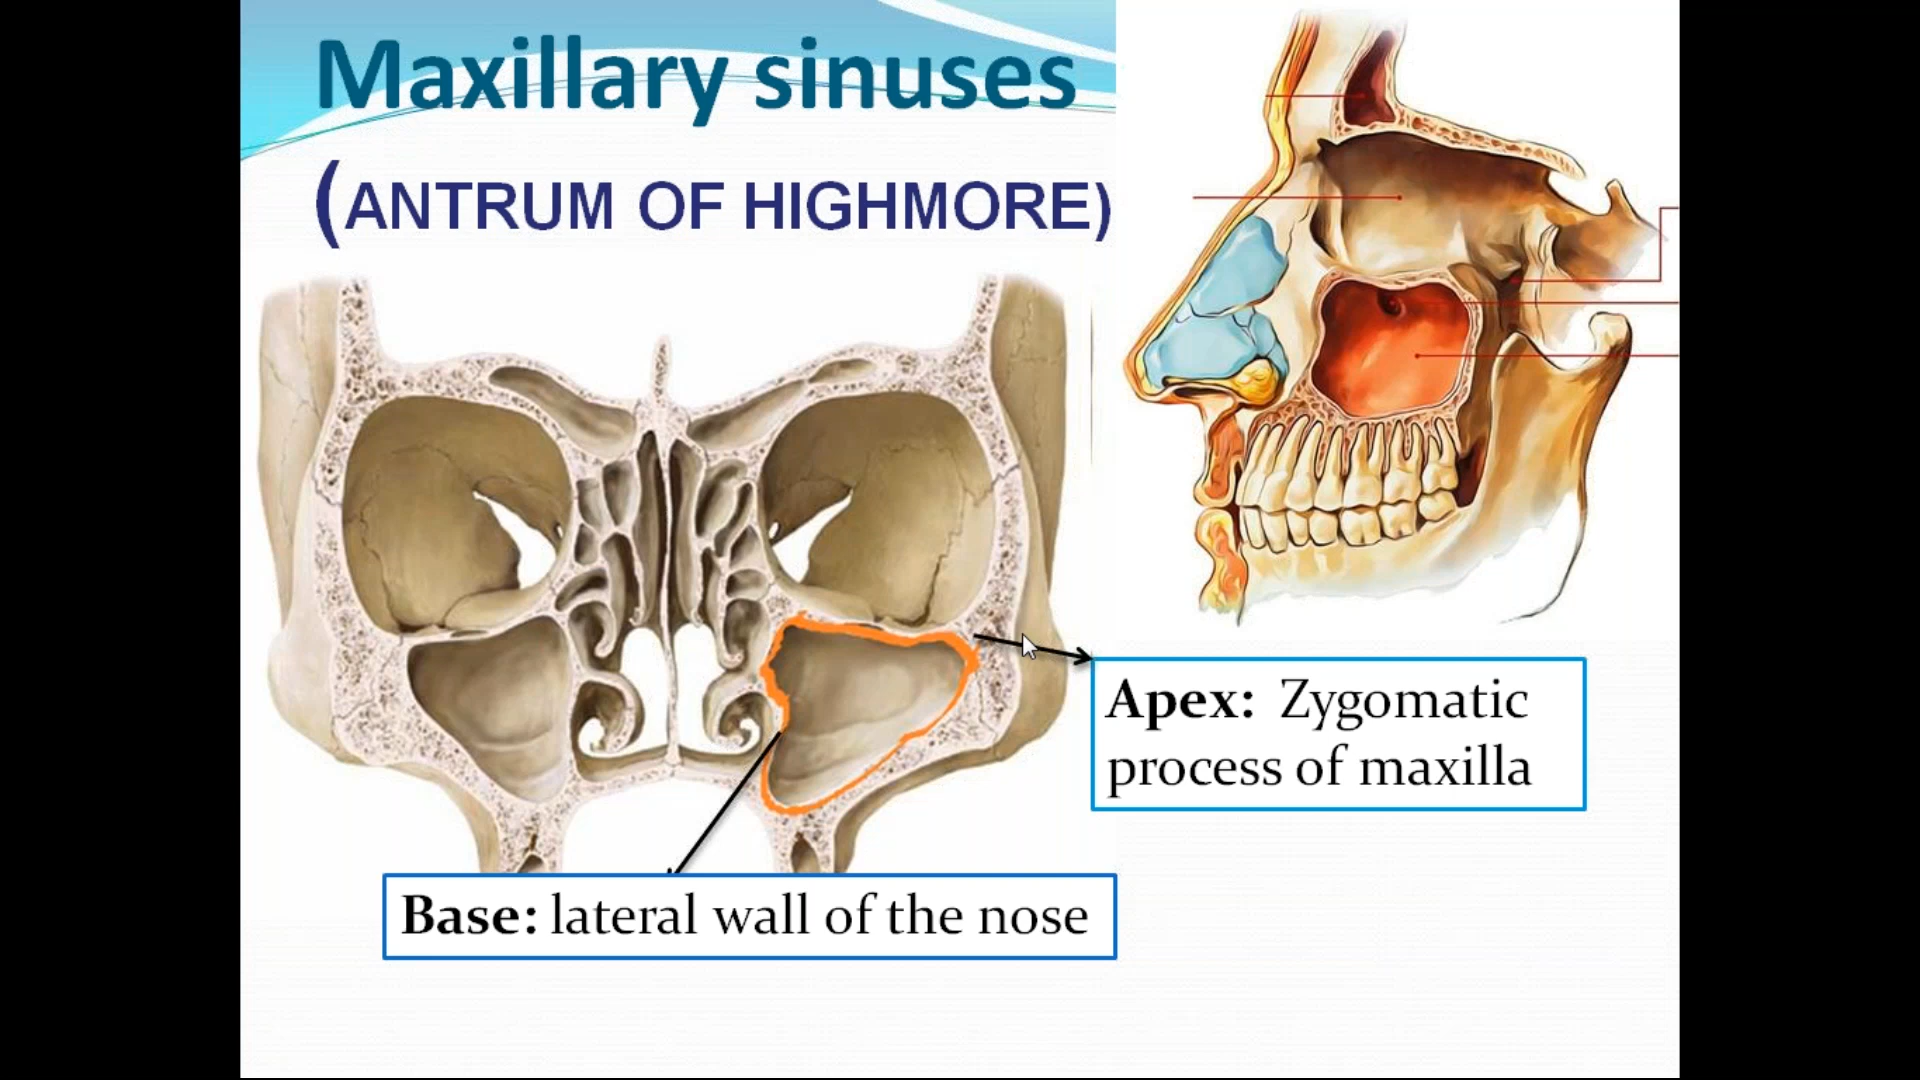 Maxillary sinuses
(ANTRUM OF HIGHMORE)
Apex: Zygomatic
process of maxilla
Base: lateral wall of the nose